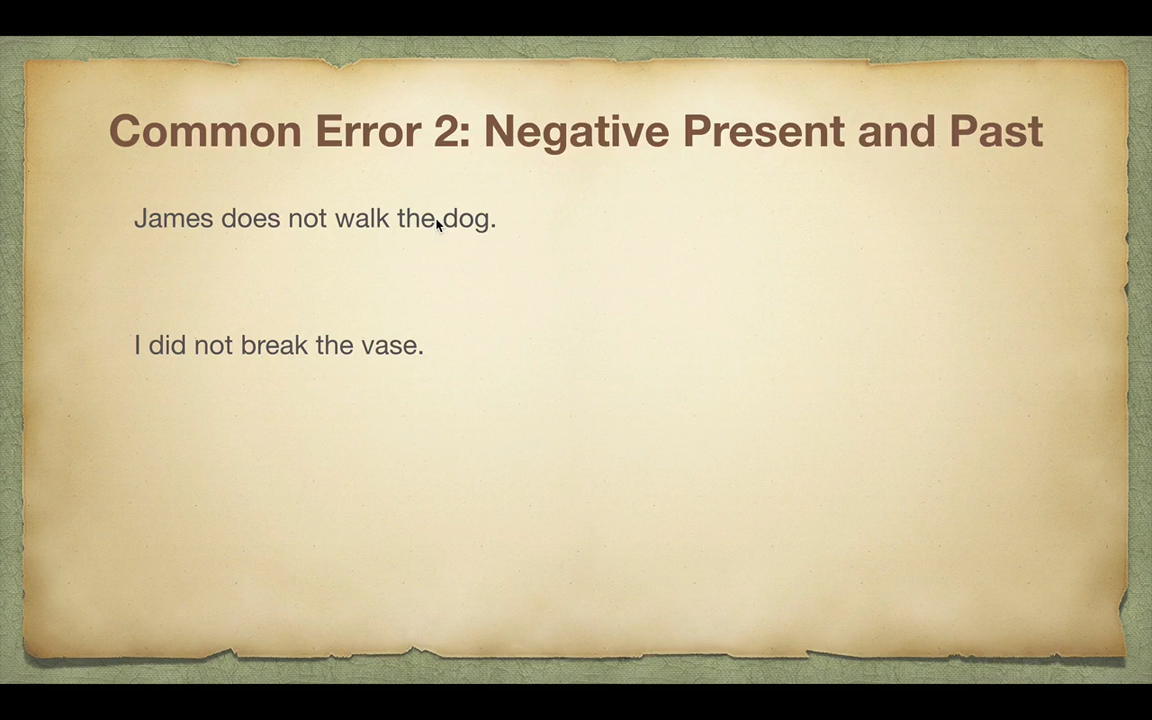 Common Error 2: Negative Present and Past
James does not walk the dog.
I did not break the vase.